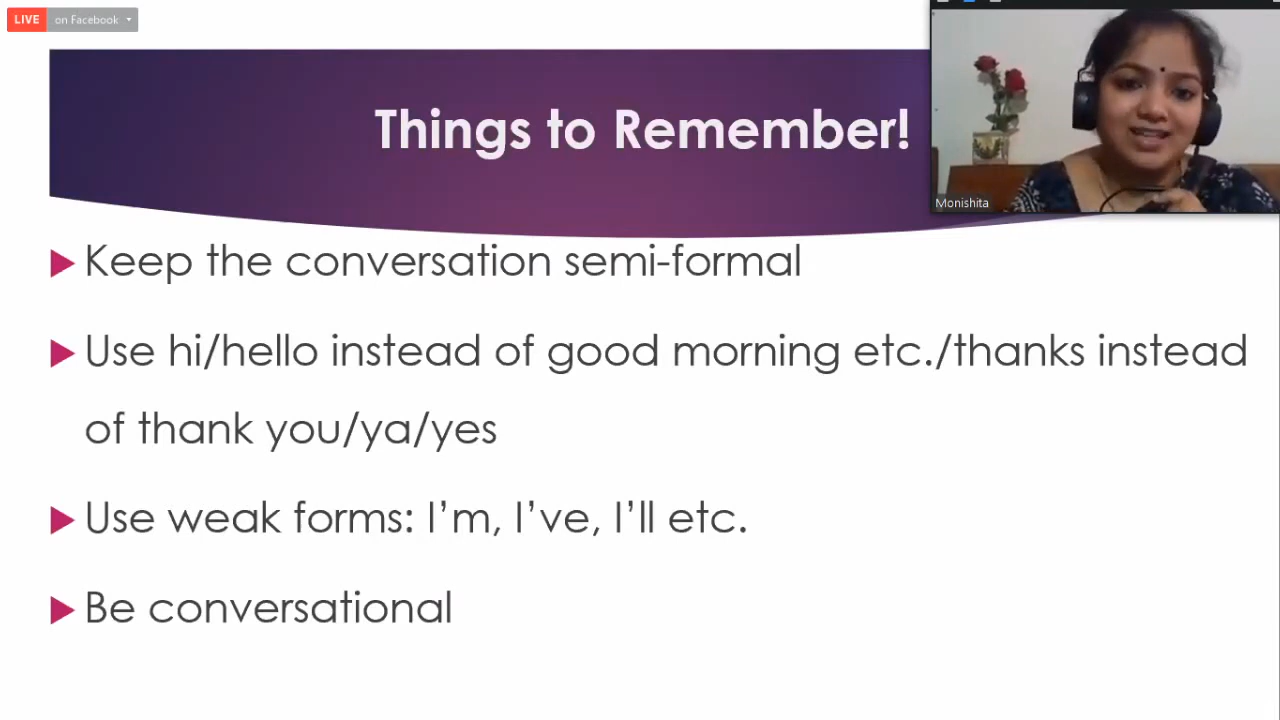 LIVE on Facebook
Things to Remember!
Monishita
Keep the conversation semi-formal
Use hi/hello instead of good morning etc./thanks instead
of thank you/ya/yes
Use weak forms: I’m, I’ve, I’ll etc.
Be conversational